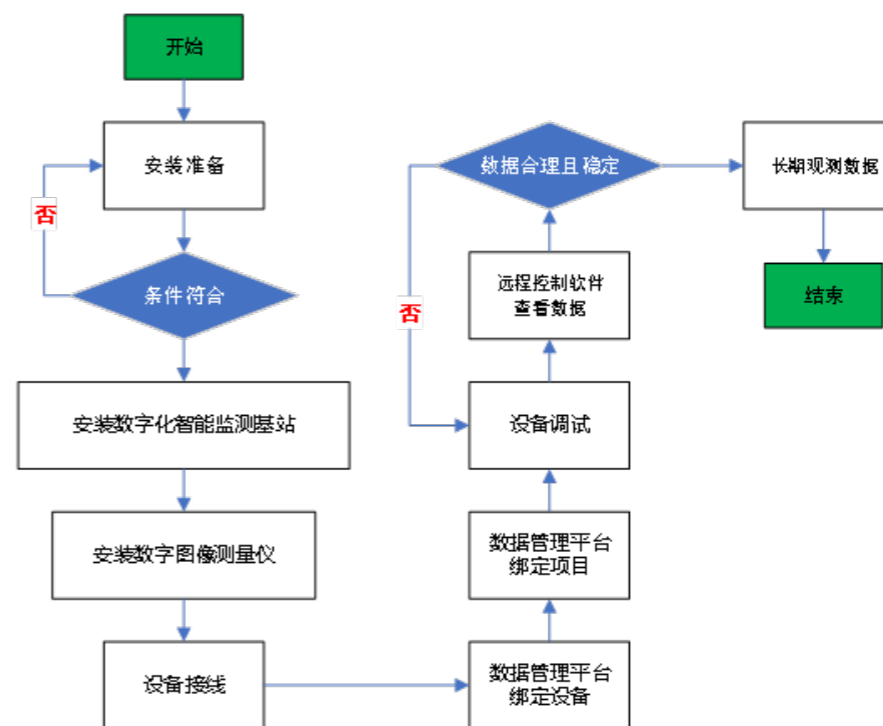 开始
安装准备
否
条件符合
安装数字化智能监测基站
安装数字图像测量仪
设备接线
数据管理平台
绑定设备
数据管理平台
绑定项目
设备调试
远程控制软件
查看数据
否
数据合理且稳定
长期观测数据
结束